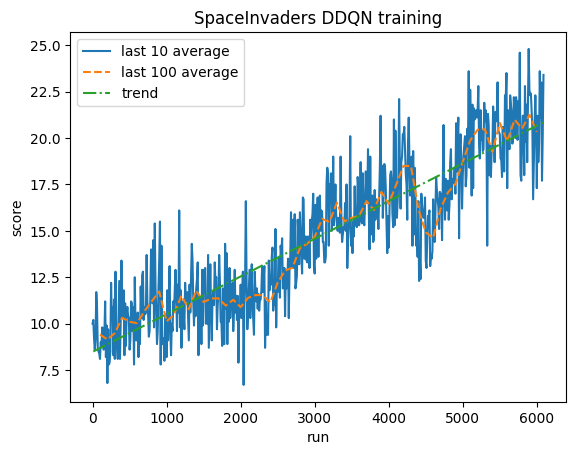 SpaceInvaders DDQN training
last 10 average
last 100 average
trend
25.0
22.5
20.0
17.5
15.0
12.5
10.0
7.5
score
0 1000 2000 3000 4000 5000 6000
run